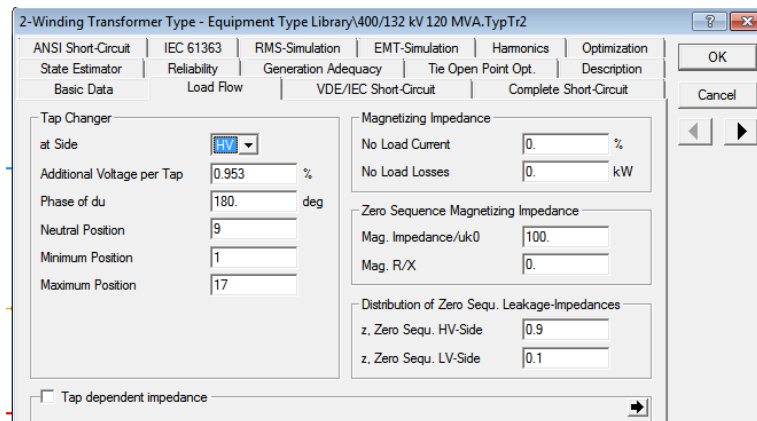 2-Winding Transformer Type - Equipment Type Library\400/132 kV 120 MVA.TypTr2
ANSI Short-Circuit IEC 61363 RMS-Simulation EMT-Simulation Harmonics Optimization
State Estimator Reliability Generation Adequacy Tie Open Point Opt. Description
Basic Data Load Flow VDE/IEC Short-Circuit Complete Short-Circuit
OK
Cancel
Tap Changer
at Side HV
Additional Voltage per Tap 0.953 %
Phase of du 180. deg
Neutral Position 9
Minimum Position 1
Maximum Position 17
Magnetizing Impedance
No Load Current 0. %
No Load Losses 0. kW
Zero Sequence Magnetizing Impedance
Mag. Impedance/uk0 100.
Mag. R/X 0.
Distribution of Zero Sequ. Leakage-Impedances
z, Zero Sequ. HV-Side 0.9
z, Zero Sequ. LV-Side 0.1
Tap dependent impedance